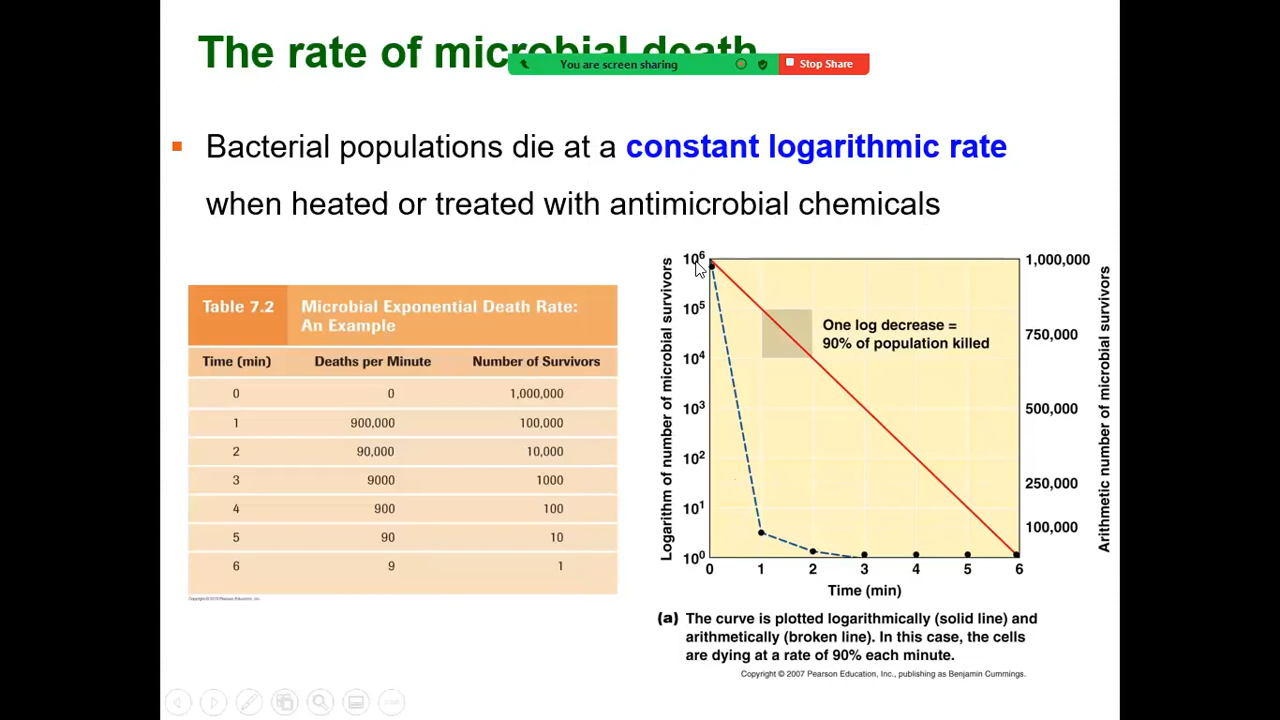 The rate of microbial death
You are screen sharing
Stop Share
Bacterial populations die at a constant logarithmic rate
when heated or treated with antimicrobial chemicals
Table 7.2 Microbial Exponential Death Rate:
An Example
Time (min) Deaths per Minute Number of Survivors
0 0 1,000,000
1 900,000 100,000
2 90,000 10,000
3 9000 1000
4 900 100
5 90 10
6 9 1
Copyright © 2010 Pearson Education, Inc.
Logarithm of number of microbial survivors
10⁶
10⁵
10⁴
10³
10²
10¹
10⁰
One log decrease =
90% of population killed
1,000,000
750,000
500,000
250,000
100,000
Arithmetic number of microbial survivors
0 1 2 3 4 5 6
Time (min)
(a) The curve is plotted logarithmically (solid line) and
arithmetically (broken line). In this case, the cells
are dying at a rate of 90% each minute.
Copyright © 2007 Pearson Education, Inc., publishing as Benjamin Cummings.